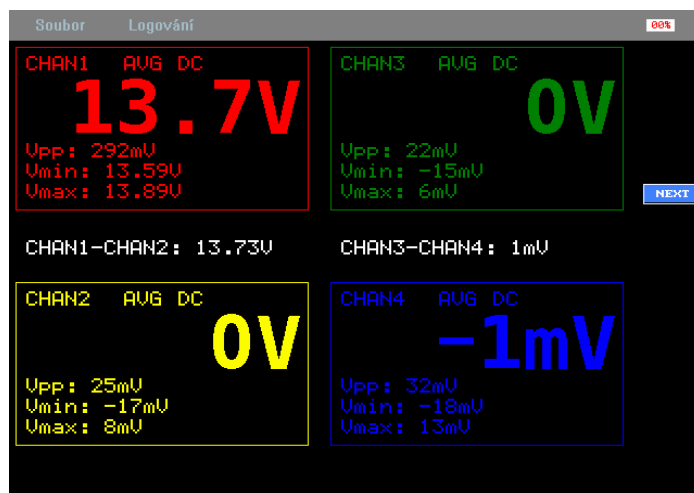 Soubor Logování 00%
CHAN1 AVG DC
13.7V
Vpp: 292mV
Vmin: 13.59V
Vmax: 13.89V
CHAN3 AVG DC
0V
Vpp: 22mV
Vmin: -15mV
Vmax: 6mV
NEXT
CHAN1-CHAN2: 13.73V
CHAN3-CHAN4: 1mV
CHAN2 AVG DC
0V
Vpp: 25mV
Vmin: -17mV
Vmax: 8mV
CHAN4 AVG DC
-1mV
Vpp: 32mV
Vmin: -18mV
Vmax: 13mV